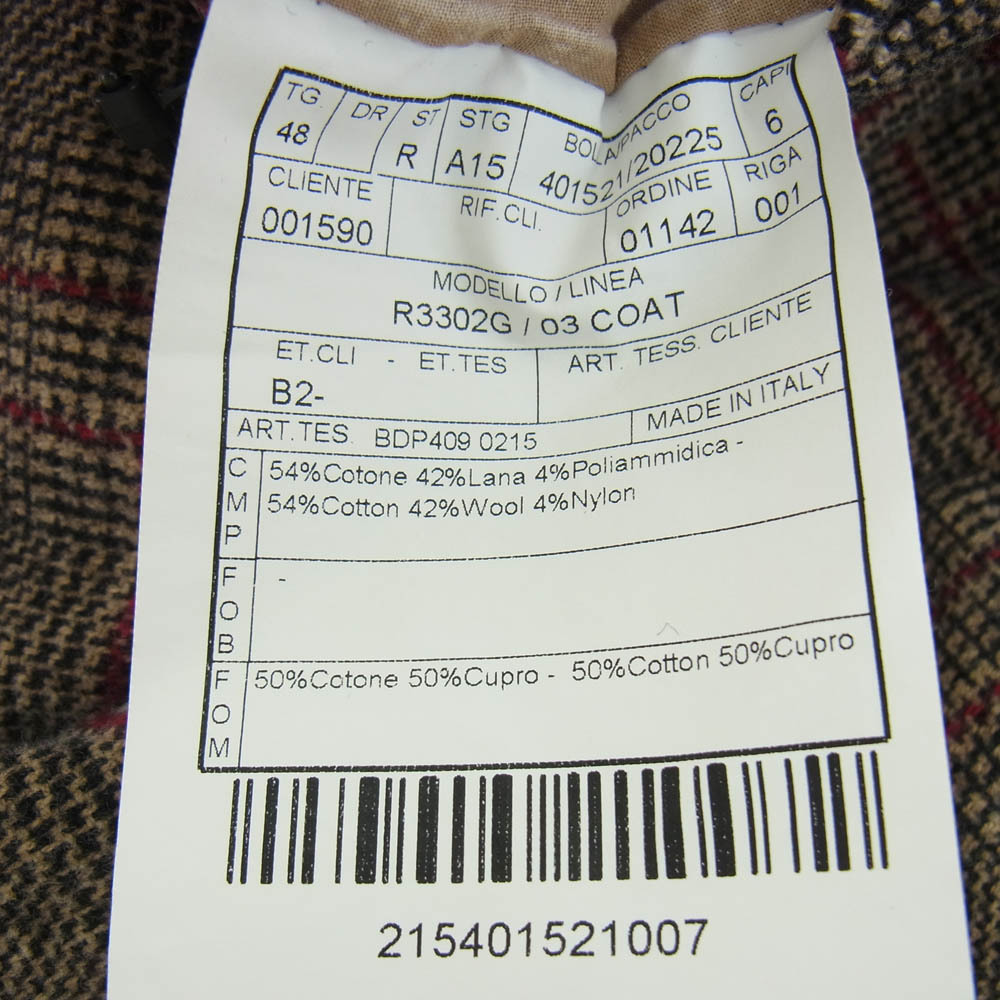 TG. DR ST STG BOLLA/PACCO CAPI
48 R A15 401521/20225 6
CLIENTE RIF.CLI. ORDINE RIGA
001590 01142 001
MODELLO / LINEA
R3302G / 03 COAT
ET.CLI - ET.TES ART. TESS. CLIENTE
B2-
ART.TES. BDP409 0215 MADE IN ITALY
CMP 54%Cotone 42%Lana 4%Poliammidica -
54%Cotton 42%Wool 4%Nylon
FOB -
FOM 50%Cotone 50%Cupro - 50%Cotton 50%Cupro
215401521007